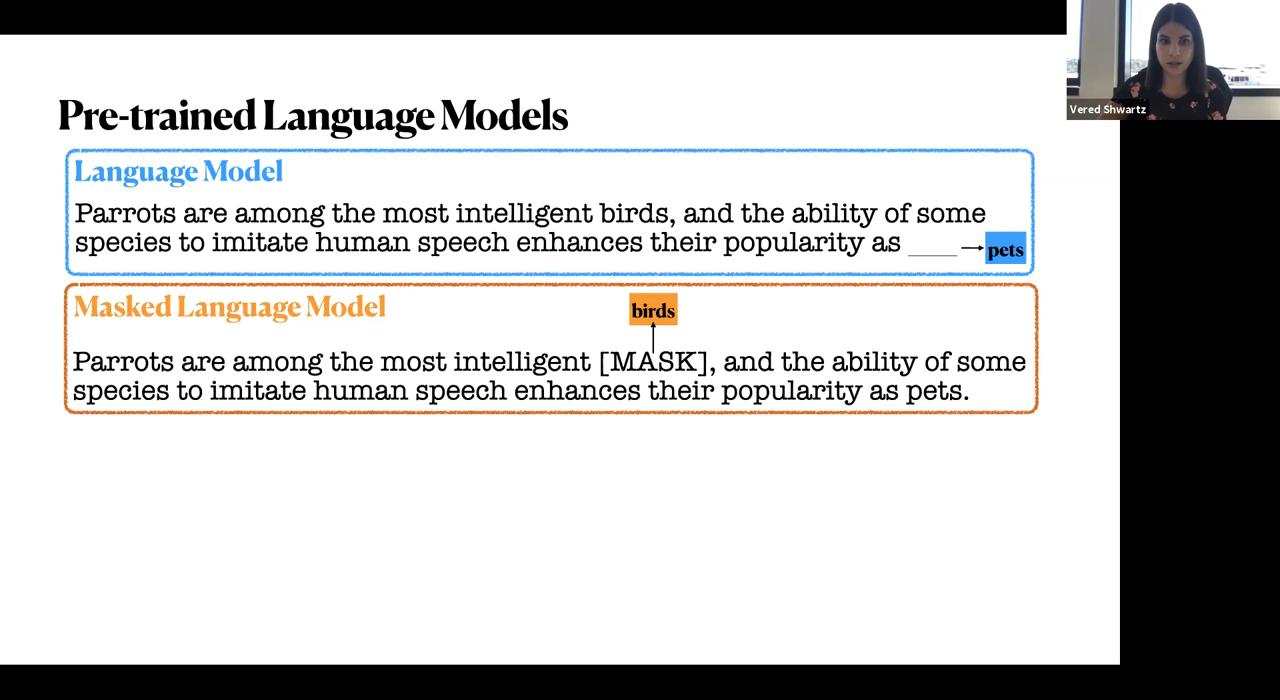 Pre-trained Language Models
Language Model
Parrots are among the most intelligent birds, and the ability of some
species to imitate human speech enhances their popularity as ____ pets
Masked Language Model
birds
Parrots are among the most intelligent [MASK], and the ability of some
species to imitate human speech enhances their popularity as pets.
Vered Shwartz